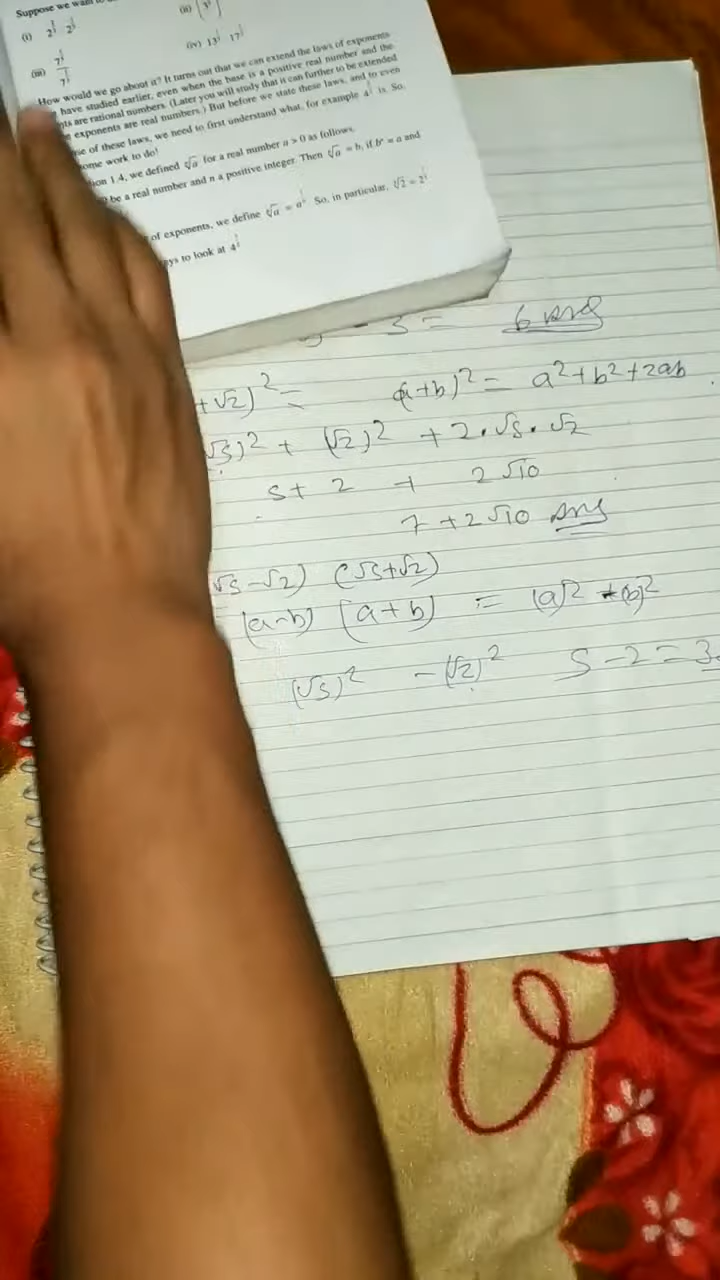 Suppose we want to
(i) 2^{1/3} 2^{1/3}
(ii)
(iii) 7^{1/5} / 7^{1/3}
(iv) 13^{1/5} 17^{1/5}
How would we go about it? It turns out that we can extend the laws of exponents
have studied earlier, even when the base is a positive real number and the
nts are rational numbers. (Later you will study that it can further to be extended
e exponents are real numbers.) But before we state these laws, and to even
se of these laws, we need to first understand what, for example 4^{3/2} is. So,
ome work to do!
ion 1.4, we defined ⁿ√a for a real number a > 0 as follows.
be a real number and n a positive integer. Then ⁿ√a = b, if bⁿ = a and
of exponents, we define ⁿ√a = a^{1/n}. So, in particular, ³√2 = 2^{1/3}
ays to look at 4^{3/2}
- 3 = 6 ans
+√2)² = (a+b)² = a²+b²+2ab
√5)² + (√2)² + 2.√5.√2
5+ 2 + 2√10
7 +2√10 ans
√5-√2) (√5+√2)
(a-b) (a+b) = (a)² -(b)²
(√5)² -(√2)² 5-2=3